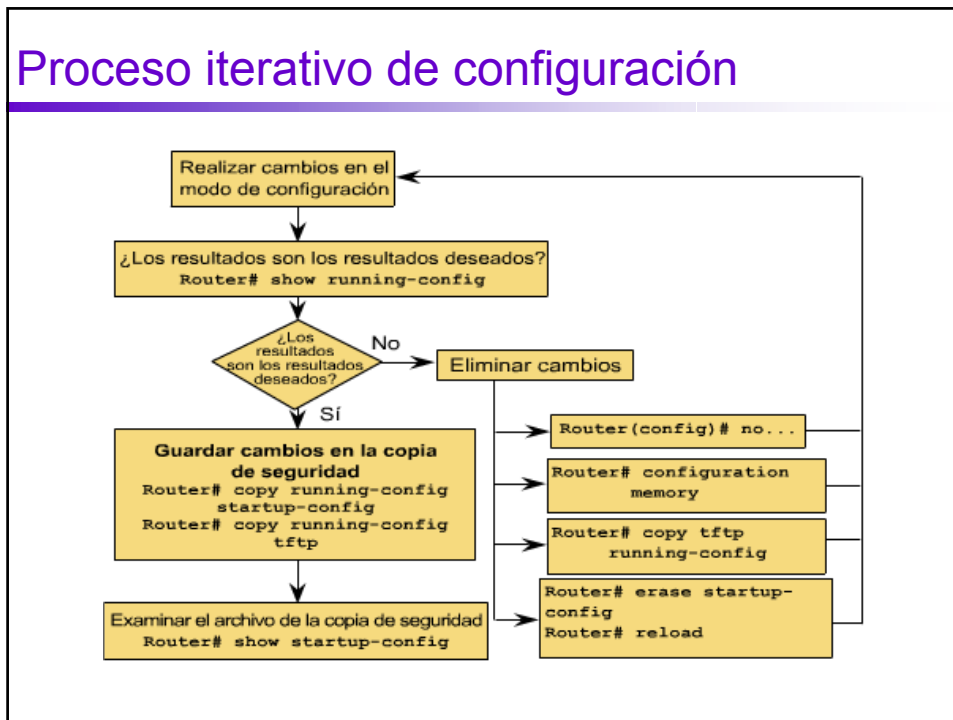 Proceso iterativo de configuración
Realizar cambios en el
modo de configuración
¿Los resultados son los resultados deseados?
Router# show running-config
¿Los
resultados
son los resultados
deseados?
No
Eliminar cambios
Sí
Guardar cambios en la copia
de seguridad
Router# copy running-config
startup-config
Router# copy running-config
tftp
Examinar el archivo de la copia de seguridad
Router# show startup-config
Router(config)# no...
Router# configuration
memory
Router# copy tftp
running-config
Router# erase startup-
config
Router# reload